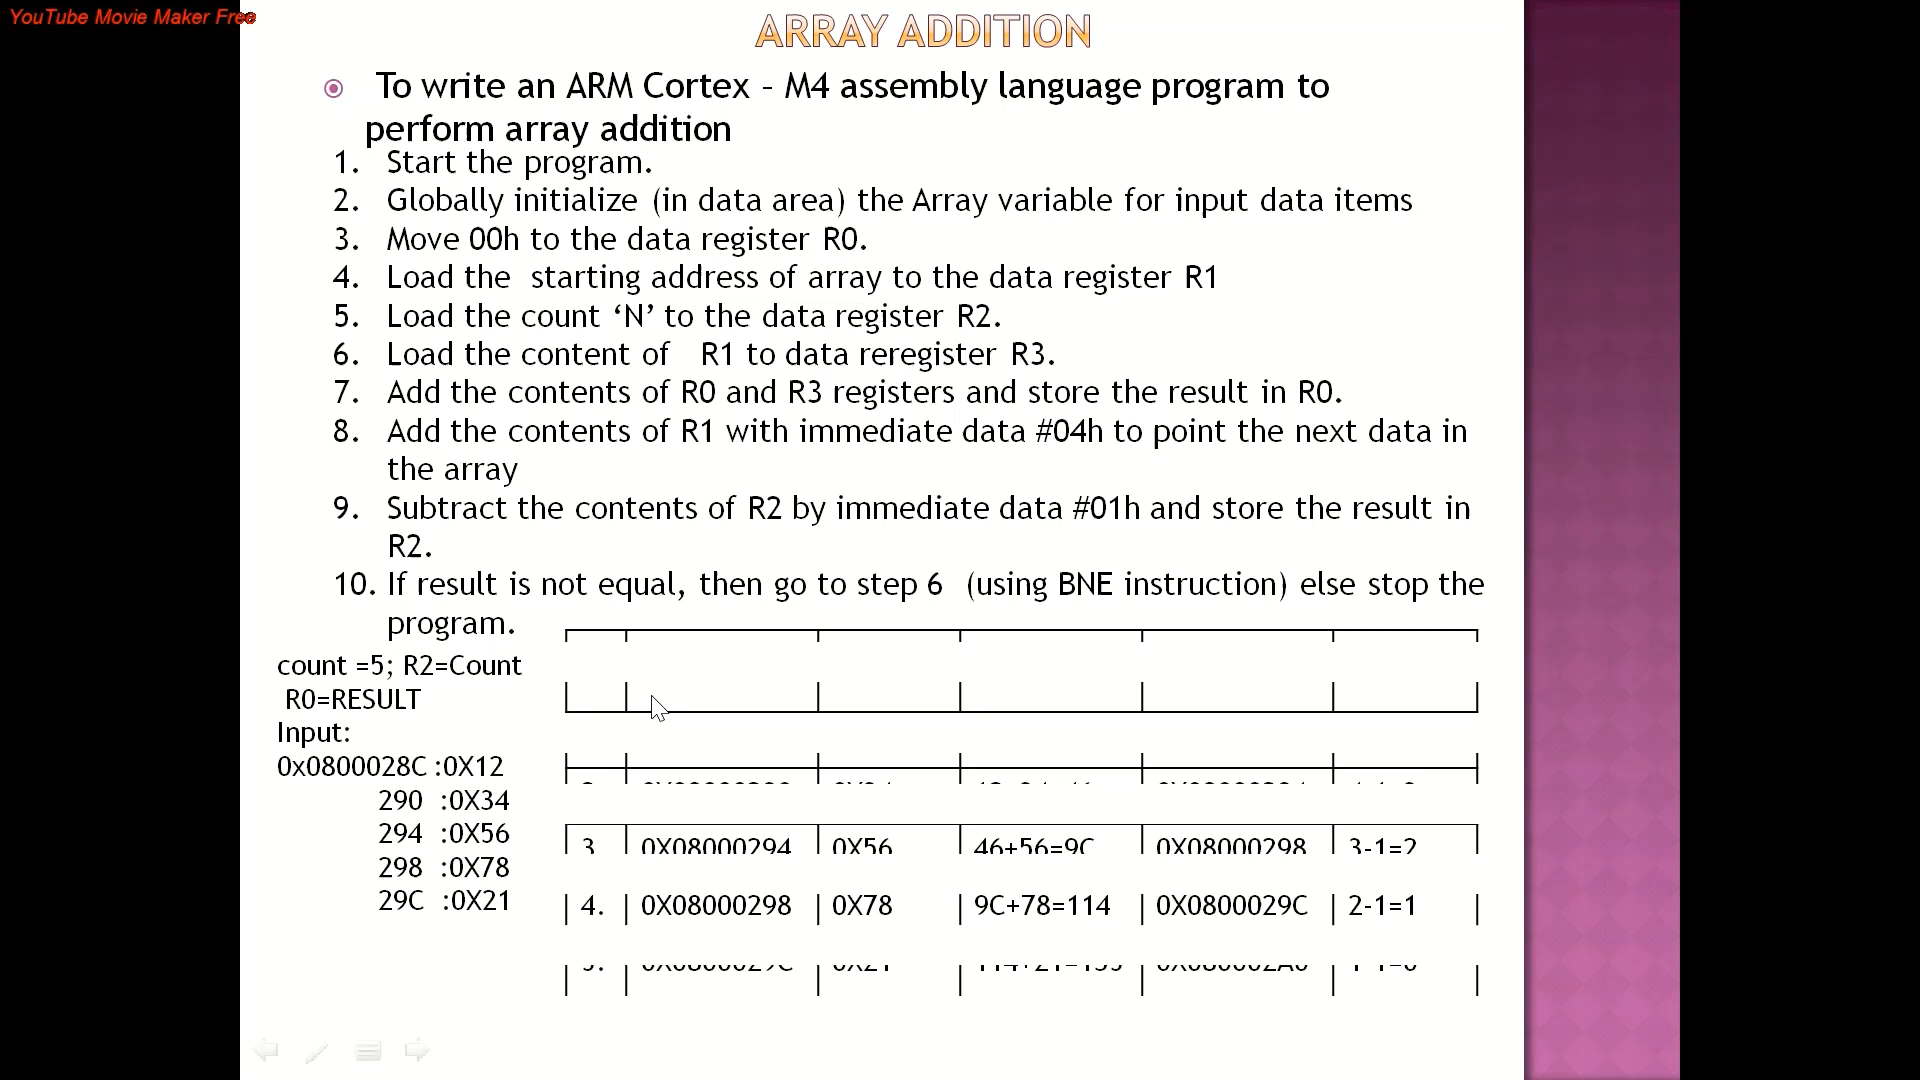 YouTube Movie Maker Free
ARRAY ADDITION
To write an ARM Cortex – M4 assembly language program to
perform array addition
1. Start the program.
2. Globally initialize (in data area) the Array variable for input data items
3. Move 00h to the data register R0.
4. Load the starting address of array to the data register R1
5. Load the count ‘N’ to the data register R2.
6. Load the content of R1 to data reregister R3.
7. Add the contents of R0 and R3 registers and store the result in R0.
8. Add the contents of R1 with immediate data #04h to point the next data in
the array
9. Subtract the contents of R2 by immediate data #01h and store the result in
R2.
10. If result is not equal, then go to step 6 (using BNE instruction) else stop the
program.
count =5; R2=Count
R0=RESULT
Input:
0x0800028C :0X12
290 :0X34
294 :0X56
298 :0X78
29C :0X21
3 0X08000294 0X56 46+56=9C 0X08000298 3-1=2
4. 0X08000298 0X78 9C+78=114 0X0800029C 2-1=1